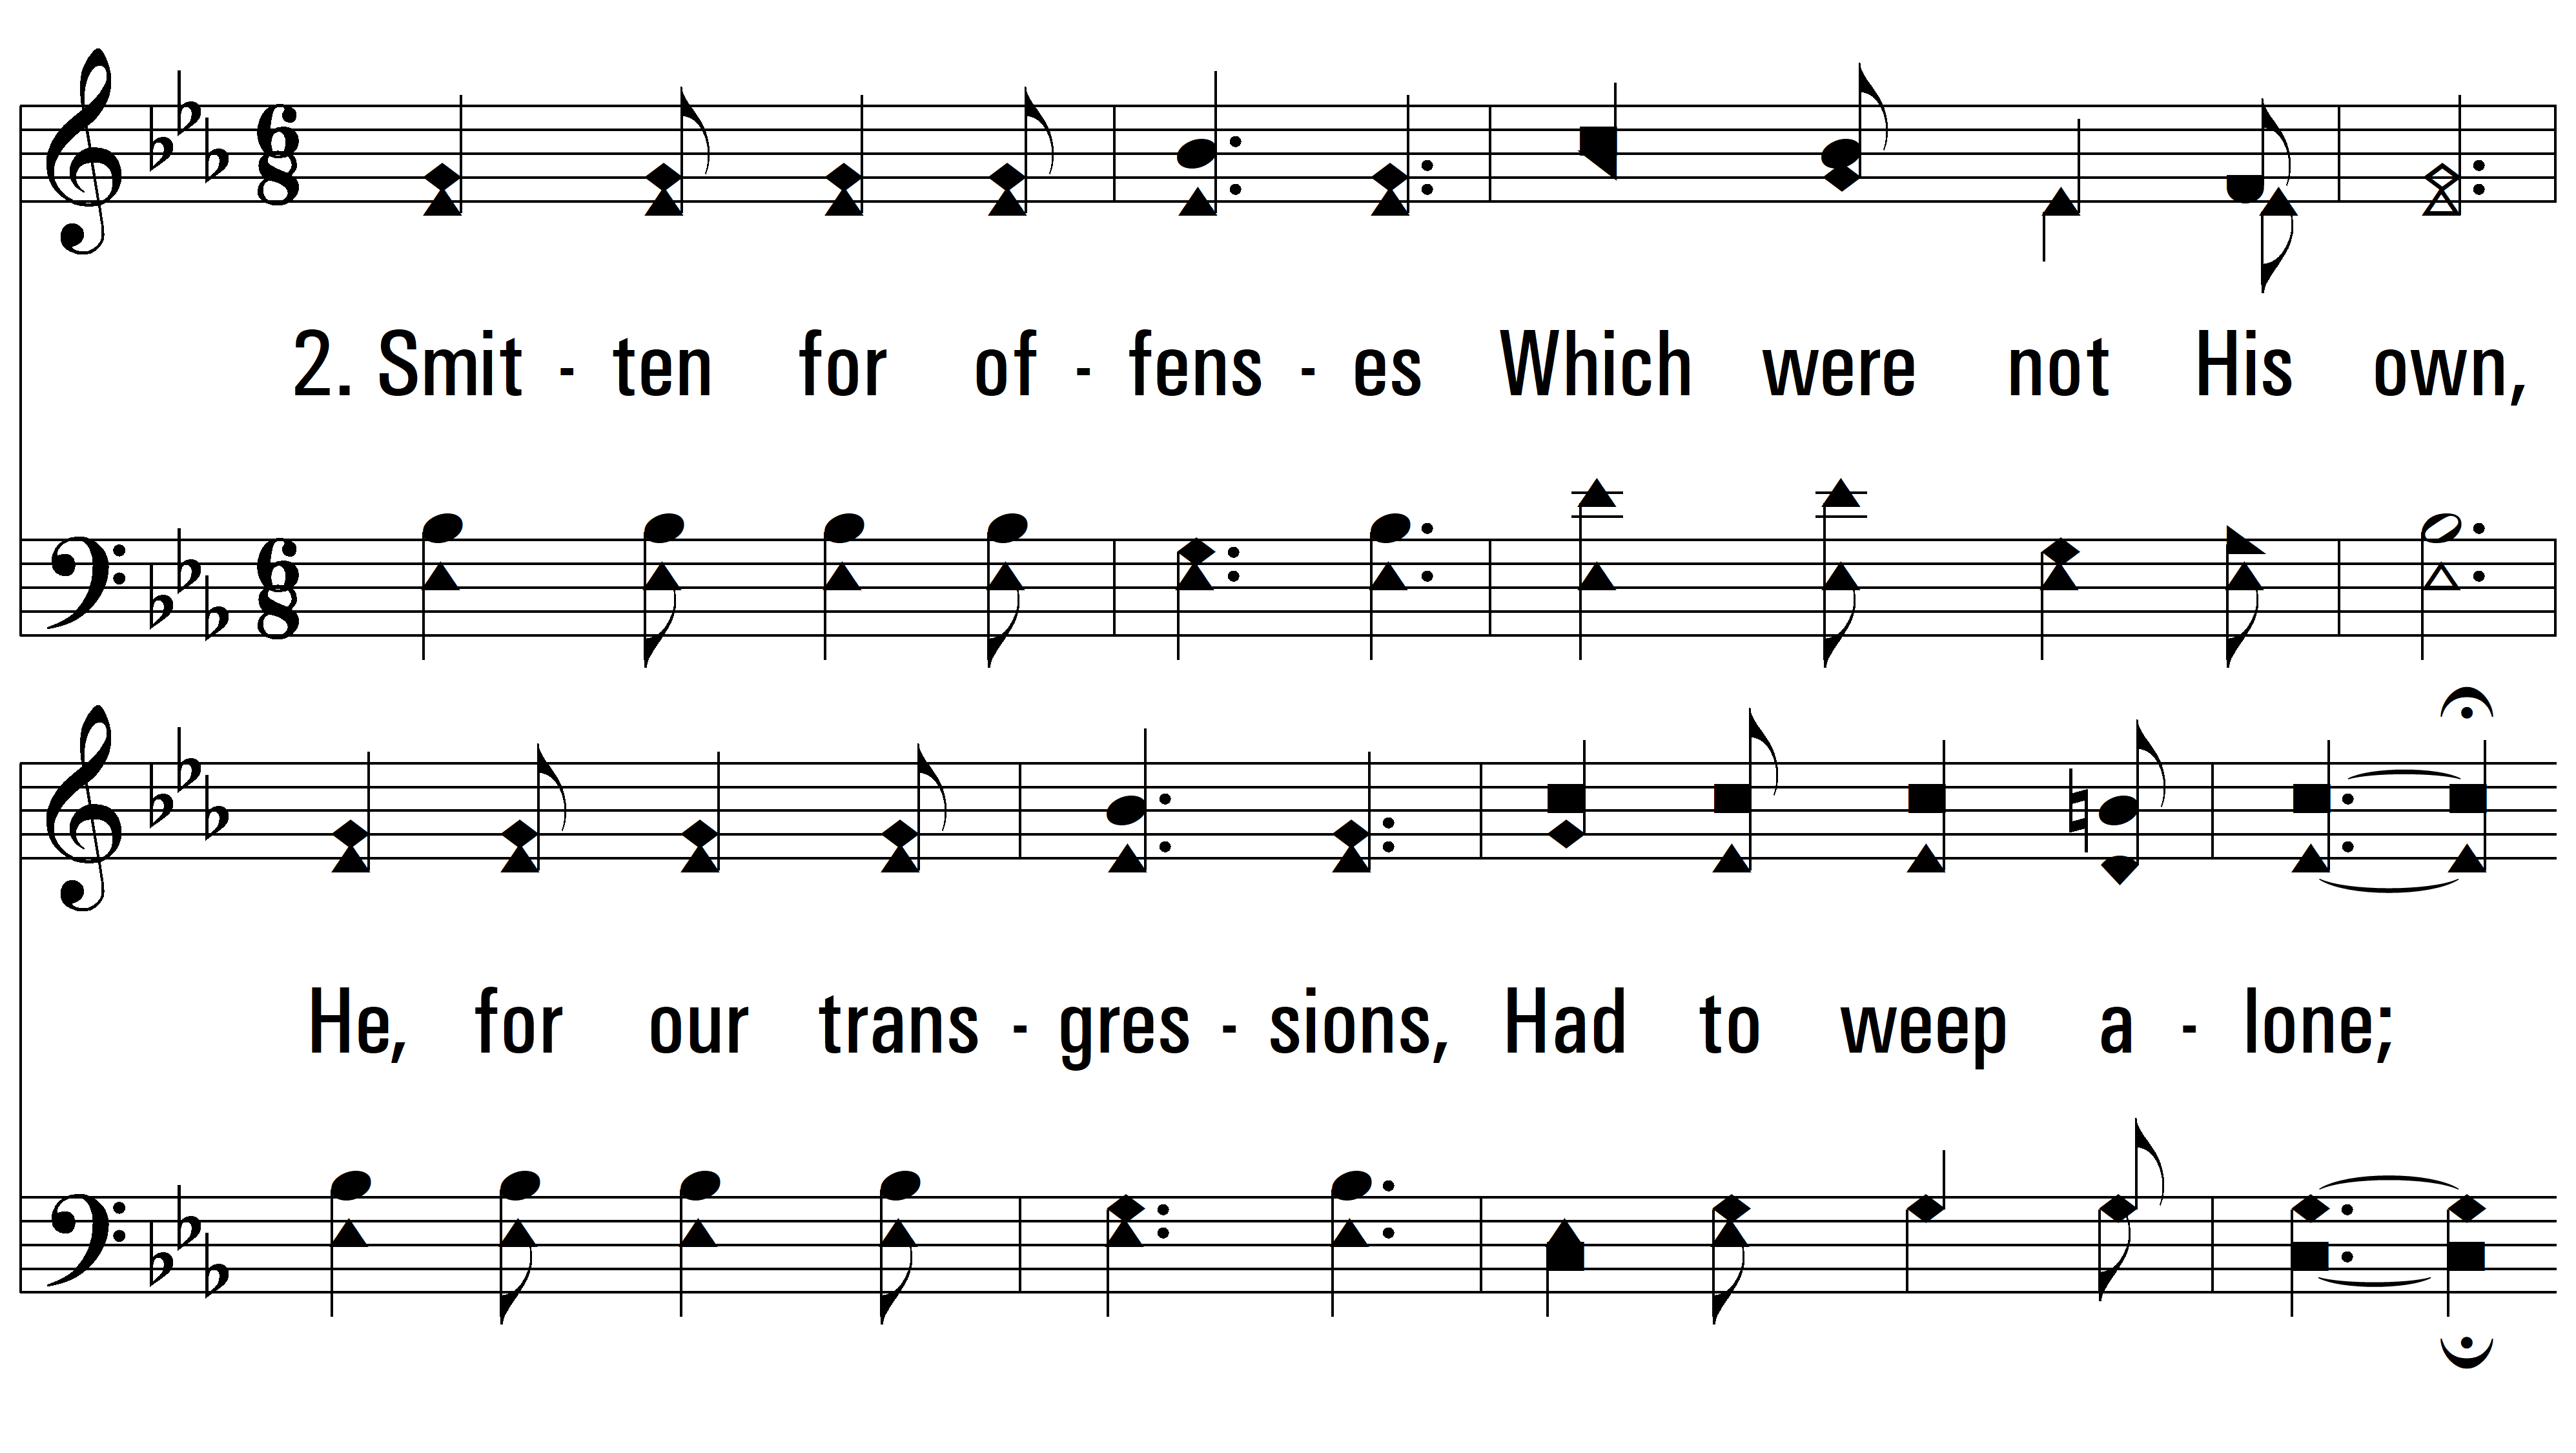 2. Smit - ten for of - fens - es Which were not His own,
He, for our trans - gres - sions, Had to weep a - lone;